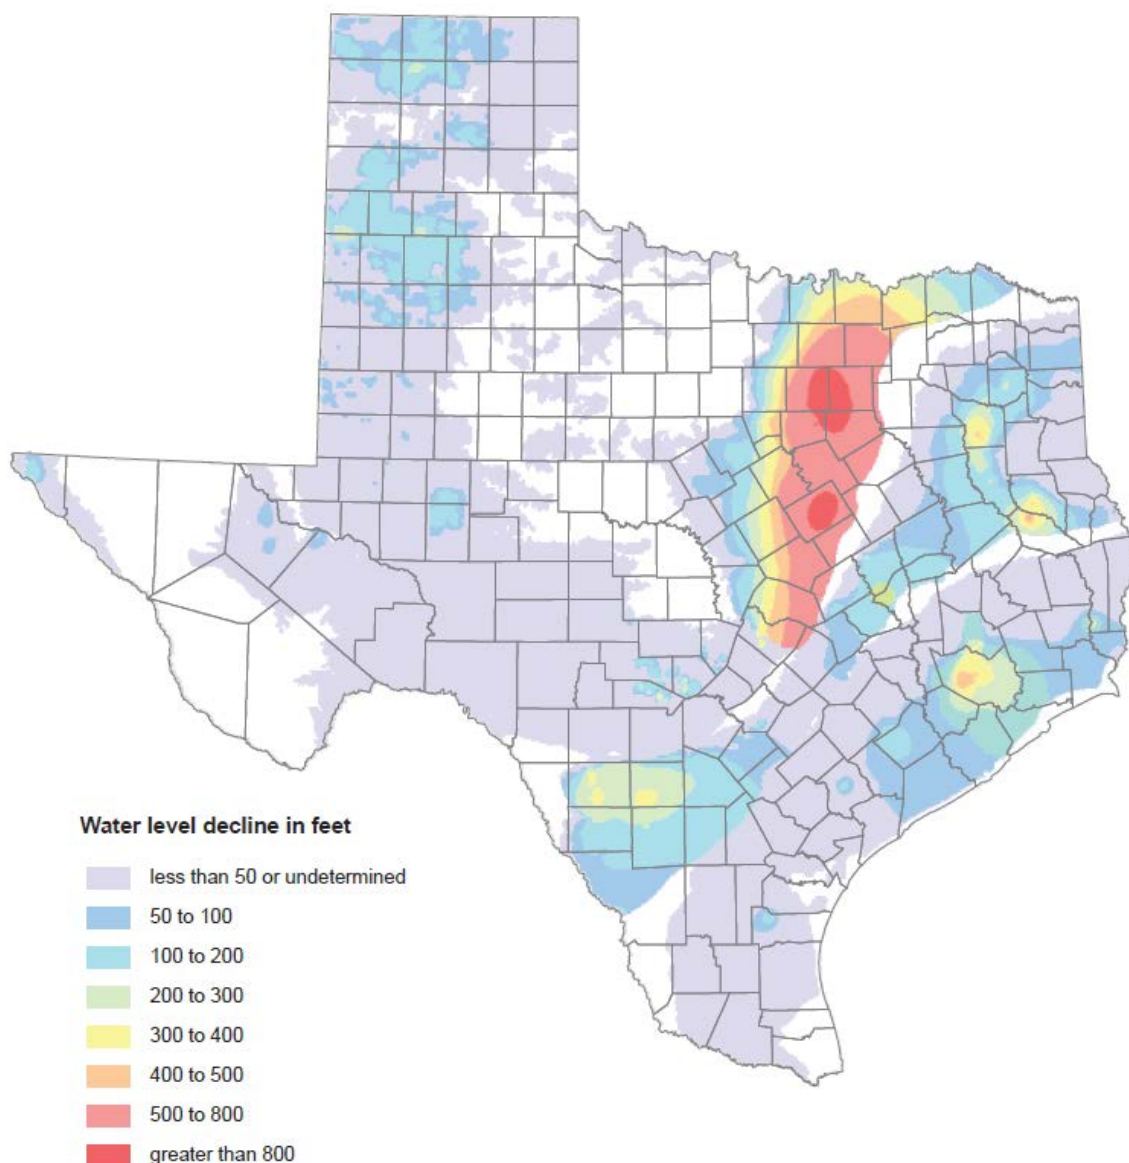 Water level decline in feet
less than 50 or undetermined
50 to 100
100 to 200
200 to 300
300 to 400
400 to 500
500 to 800
greater than 800